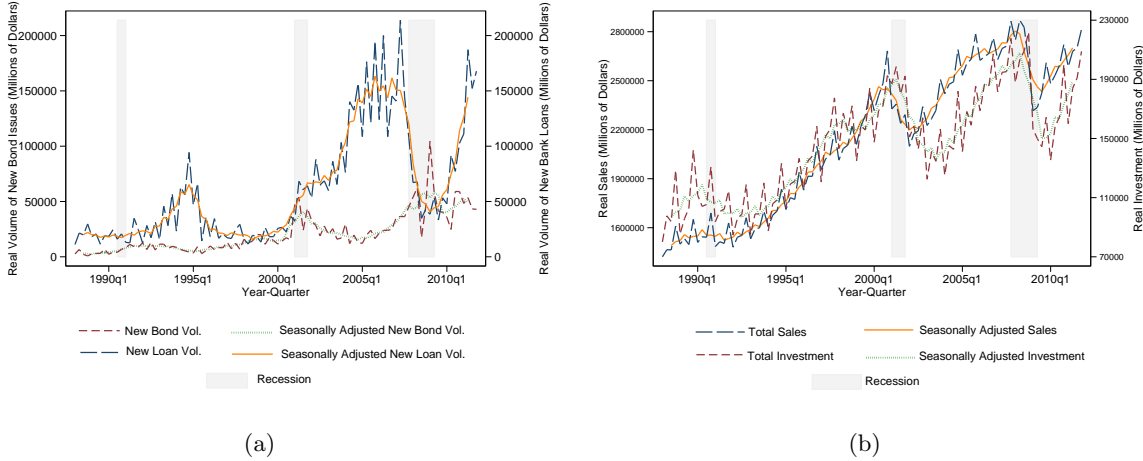 Real Volume of New Bond Issues (Millions of Dollars)
200000
150000
100000
50000
0
200000
150000
100000
50000
0
Real Volume of New Bank Loans (Millions of Dollars)
1990q1 1995q1 2000q1 2005q1 2010q1
Year-Quarter
New Bond Vol. Seasonally Adjusted New Bond Vol.
New Loan Vol. Seasonally Adjusted New Loan Vol.
Recession
(a)
Real Sales (Millions of Dollars)
2800000
2500000
2200000
1900000
1600000
230000
190000
150000
110000
70000
Real Investment (Millions of Dollars)
1990q1 1995q1 20000q1 2005q1 2010q1
Year-Quarter
Total Sales Seasonally Adjusted Sales
Total Investment Seasonally Adjusted Investment
Recession
(b)